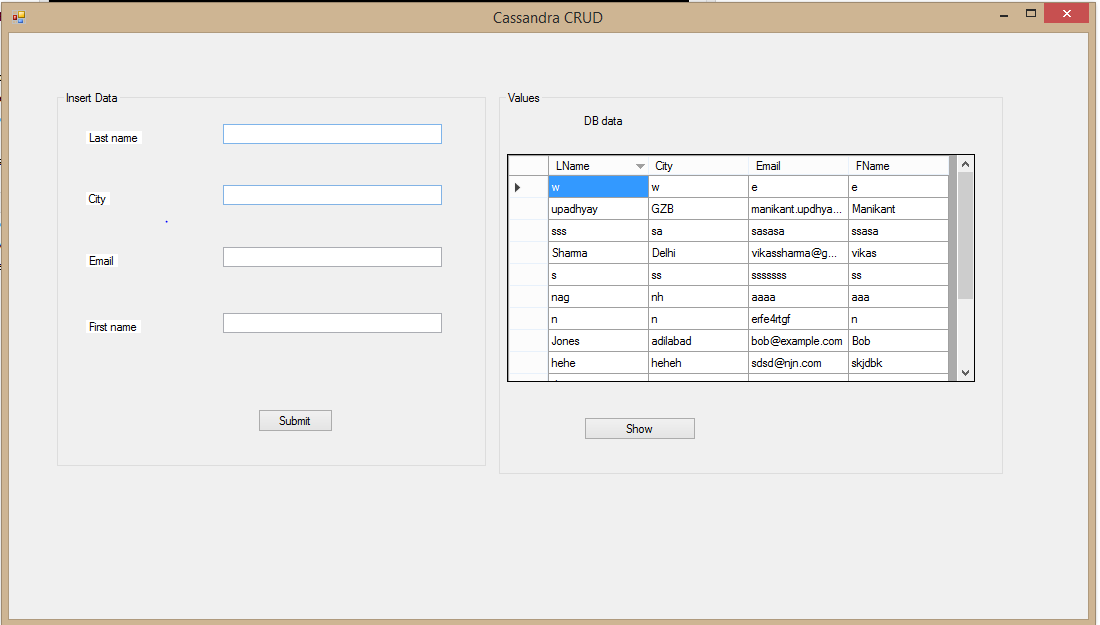 Cassandra CRUD
Insert Data
Last name
City
Email
First name
Submit
Values
DB data
LName City Email FName
w w e e
upadhyay GZB manikant.updhya... Manikant
sss sa sasasa ssasa
Sharma Delhi vikassharma@g... vikas
s ss sssssss ss
nag nh aaaa aaa
n n erfe4rtgf n
Jones adilabad bob@example.com Bob
hehe heheh sdsd@njn.com skjdbk
Show